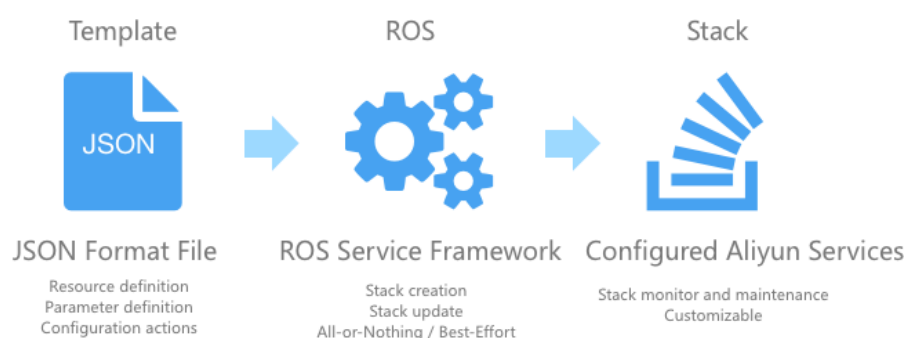 Template
ROS
Stack
JSON
JSON Format File
ROS Service Framework
Configured Aliyun Services
Resource definition
Parameter definition
Configuration actions
Stack creation
Stack update
All-or-Nothing / Best-Effort
Stack monitor and maintenance
Customizable